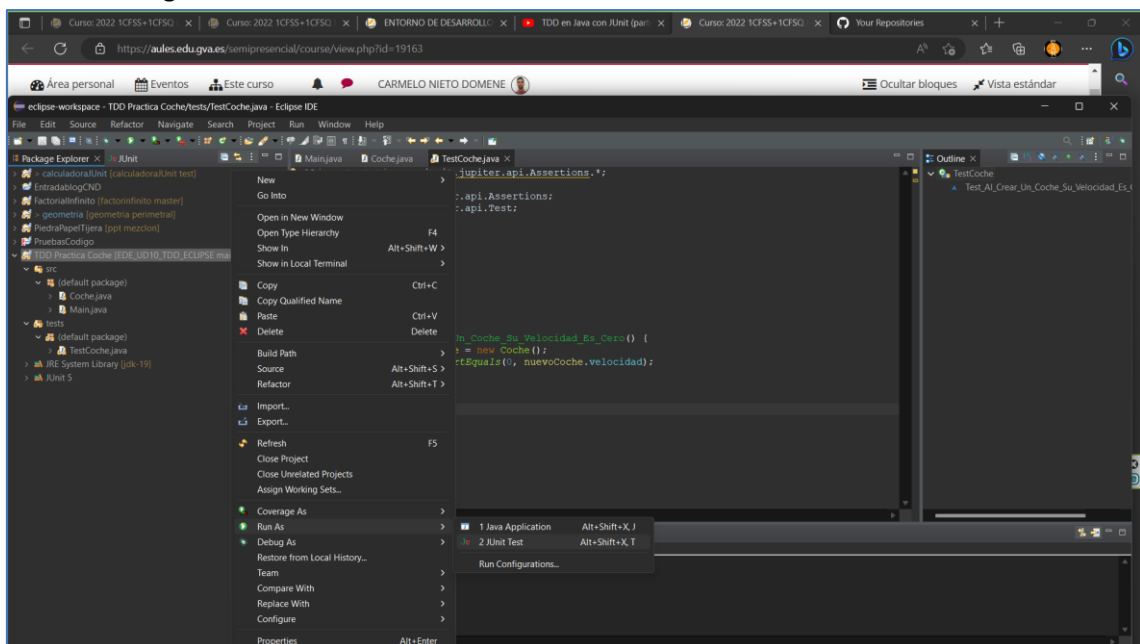 Curso: 2022 1CFSS+1CFSQ
Curso: 2022 1CFSS+1CFSQ
ENTORNO DE DESARROLLO
TDD en Java con JUnit (part
Curso: 2022 1CFSS+1CFSQ
Your Repositories
https://aules.edu.gva.es/semipresencial/course/view.php?id=19163
Área personal
Eventos
Este curso
CARMELO NIETO DOMENE
Ocultar bloques
Vista estándar
eclipse-workspace - TDD Practica Coche/tests/TestCoche.java - Eclipse IDE
File Edit Source Refactor Navigate Search Project Run Window Help
Package Explorer
JUnit
Main.java
Coche.java
TestCoche.java
Outline
> calculadoraJUnit [calculadoraJUnit test]
EntradablogCND
FactorialInfinito [factorinfinito master]
> geometria [geometria perimetral]
PiedraPapelTijera [ppt mezclon]
PruebasCodigo
TDD Practica Coche [EDE_UD10_TDD_ECLIPSE mai
src
(default package)
Coche.java
Main.java
tests
(default package)
TestCoche.java
JRE System Library [jdk-19]
JUnit 5
New
Go Into
Open in New Window
Open Type Hierarchy F4
Show In Alt+Shift+W >
Show in Local Terminal
Copy Ctrl+C
Copy Qualified Name
Paste Ctrl+V
Delete Delete
Build Path
Source Alt+Shift+S >
Refactor Alt+Shift+T >
Import...
Export...
Refresh F5
Close Project
Close Unrelated Projects
Assign Working Sets...
Coverage As
Run As
Debug As
Restore from Local History...
Team
Compare With
Replace With
Configure
Properties Alt+Enter
1 Java Application Alt+Shift+X, J
2 JUnit Test Alt+Shift+X, T
Run Configurations...
.jupiter.api.Assertions.*;
r.api.Assertions;
r.api.Test;
Un_Coche_Su_Velocidad_Es_Cero() {
e = new Coche();
rtEquals(0, nuevoCoche.velocidad);
TestCoche
Test_Al_Crear_Un_Coche_Su_Velocidad_Es_